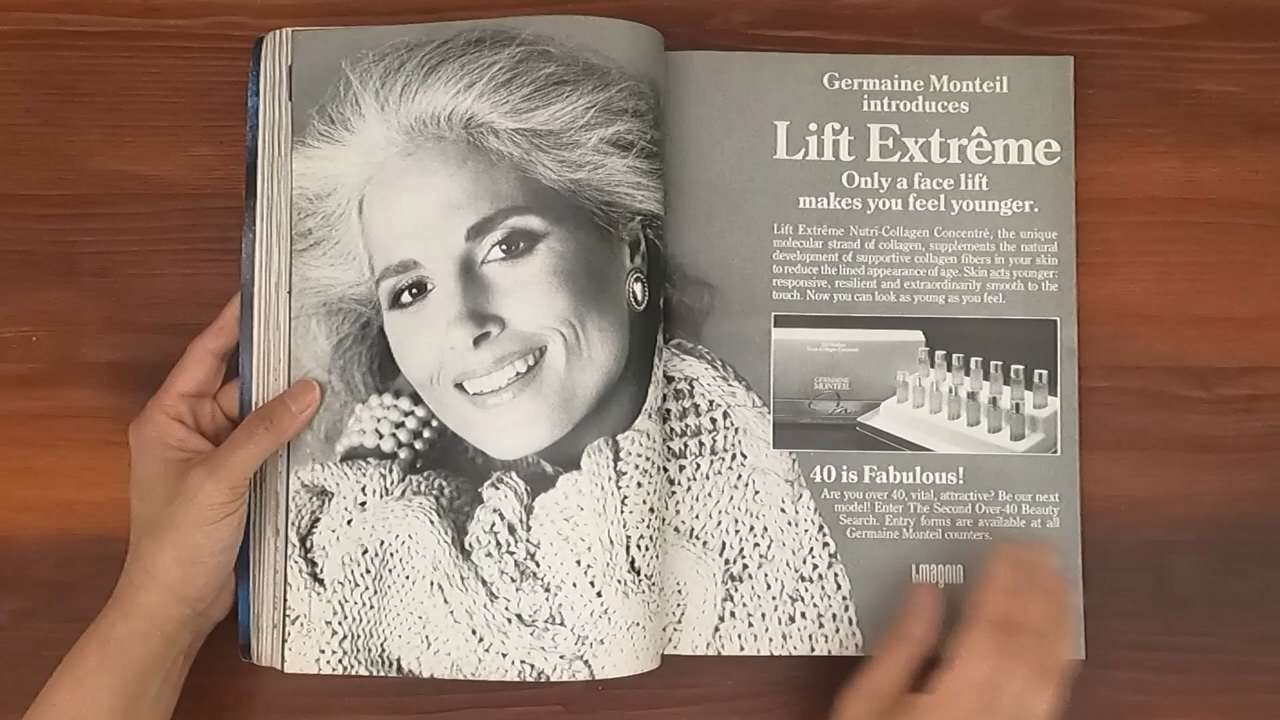 Germaine Monteil
introduces
Lift Extrême
Only a face lift
makes you feel younger.
Lift Extrême Nutri-Collagen Concentré, the unique
molecular strand of collagen, supplements the natural
development of supportive collagen fibers in your skin
to reduce the lined appearance of age. Skin acts younger:
responsive, resilient and extraordinarily smooth to the
touch. Now you can look as young as you feel.
GERMAINE
MONTEIL
40 is Fabulous!
Are you over 40, vital, attractive? Be our next
model! Enter The Second Over-40 Beauty
Search. Entry forms are available at all
Germaine Monteil counters.
I.magnin